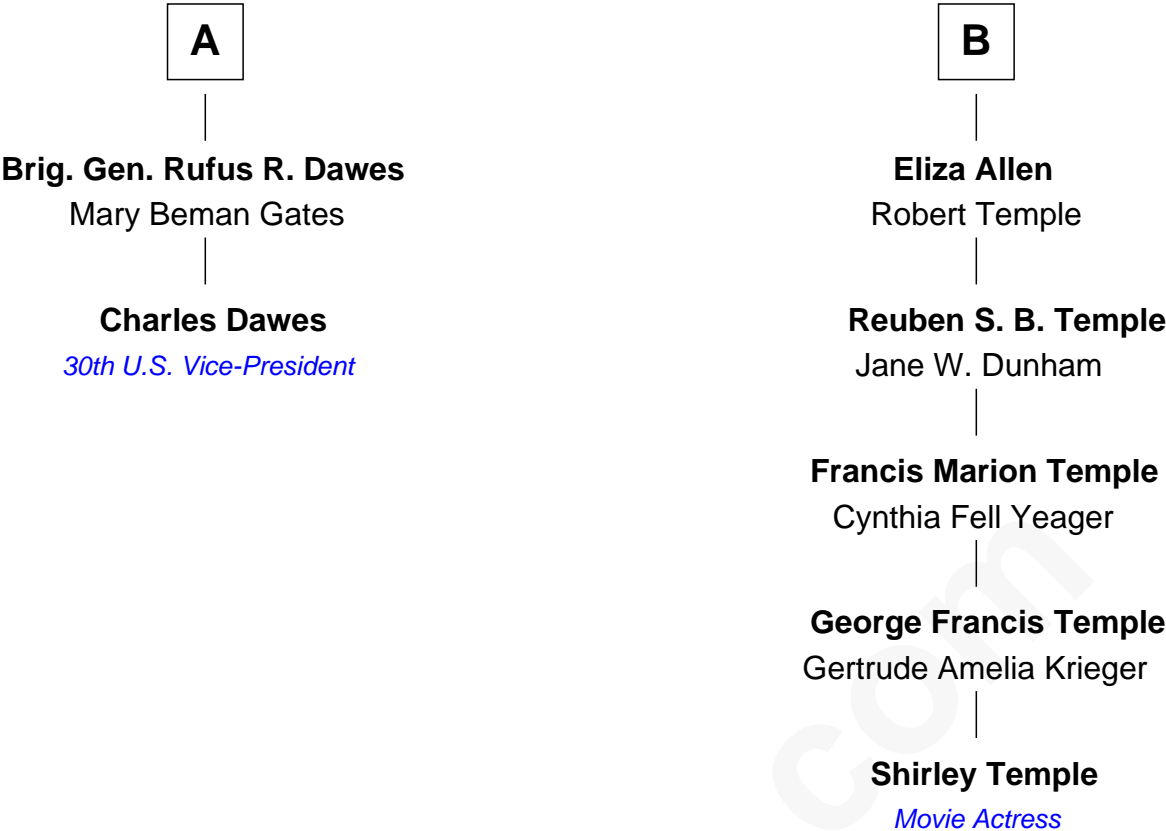 A
Brig. Gen. Rufus R. Dawes
Mary Beman Gates
Charles Dawes
30th U.S. Vice-President
B
Eliza Allen
Robert Temple
Reuben S. B. Temple
Jane W. Dunham
Francis Marion Temple
Cynthia Fell Yeager
George Francis Temple
Gertrude Amelia Krieger
Shirley Temple
Movie Actress
com